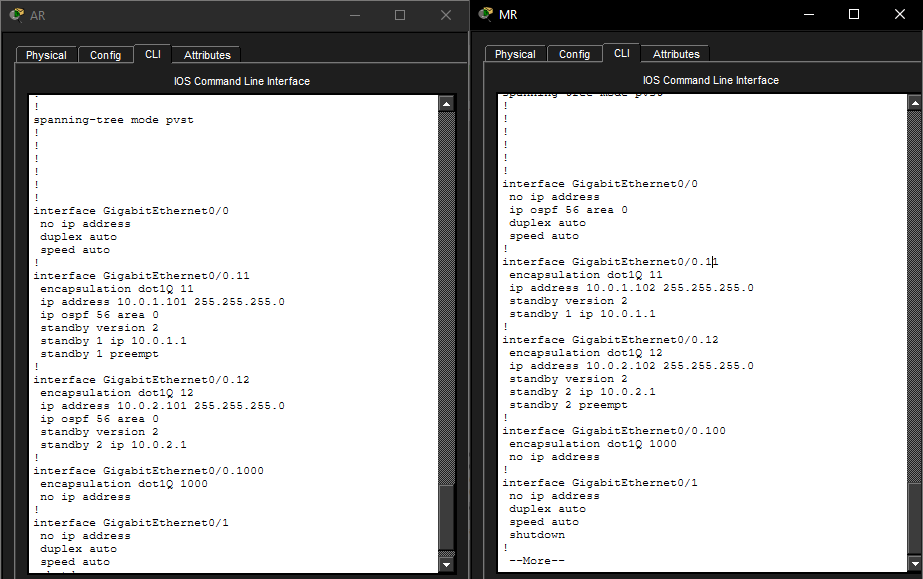 AR
Physical Config CLI Attributes
IOS Command Line Interface
!
spanning-tree mode pvst
!
!
!
!
!
!
interface GigabitEthernet0/0
no ip address
duplex auto
speed auto
!
interface GigabitEthernet0/0.11
encapsulation dot1Q 11
ip address 10.0.1.101 255.255.255.0
ip ospf 56 area 0
standby version 2
standby 1 ip 10.0.1.1
standby 1 preempt
!
interface GigabitEthernet0/0.12
encapsulation dot1Q 12
ip address 10.0.2.101 255.255.255.0
ip ospf 56 area 0
standby version 2
standby 2 ip 10.0.2.1
!
interface GigabitEthernet0/0.1000
encapsulation dot1Q 1000
no ip address
!
interface GigabitEthernet0/1
no ip address
duplex auto
speed auto
MR
Physical Config CLI Attributes
IOS Command Line Interface
spanning-tree mode pvst
!
!
!
!
!
!
interface GigabitEthernet0/0
no ip address
ip ospf 56 area 0
duplex auto
speed auto
!
interface GigabitEthernet0/0.11
encapsulation dot1Q 11
ip address 10.0.1.102 255.255.255.0
standby version 2
standby 1 ip 10.0.1.1
!
interface GigabitEthernet0/0.12
encapsulation dot1Q 12
ip address 10.0.2.102 255.255.255.0
standby version 2
standby 2 ip 10.0.2.1
standby 2 preempt
!
interface GigabitEthernet0/0.100
encapsulation dot1Q 1000
no ip address
!
interface GigabitEthernet0/1
no ip address
duplex auto
speed auto
shutdown
!
--More--